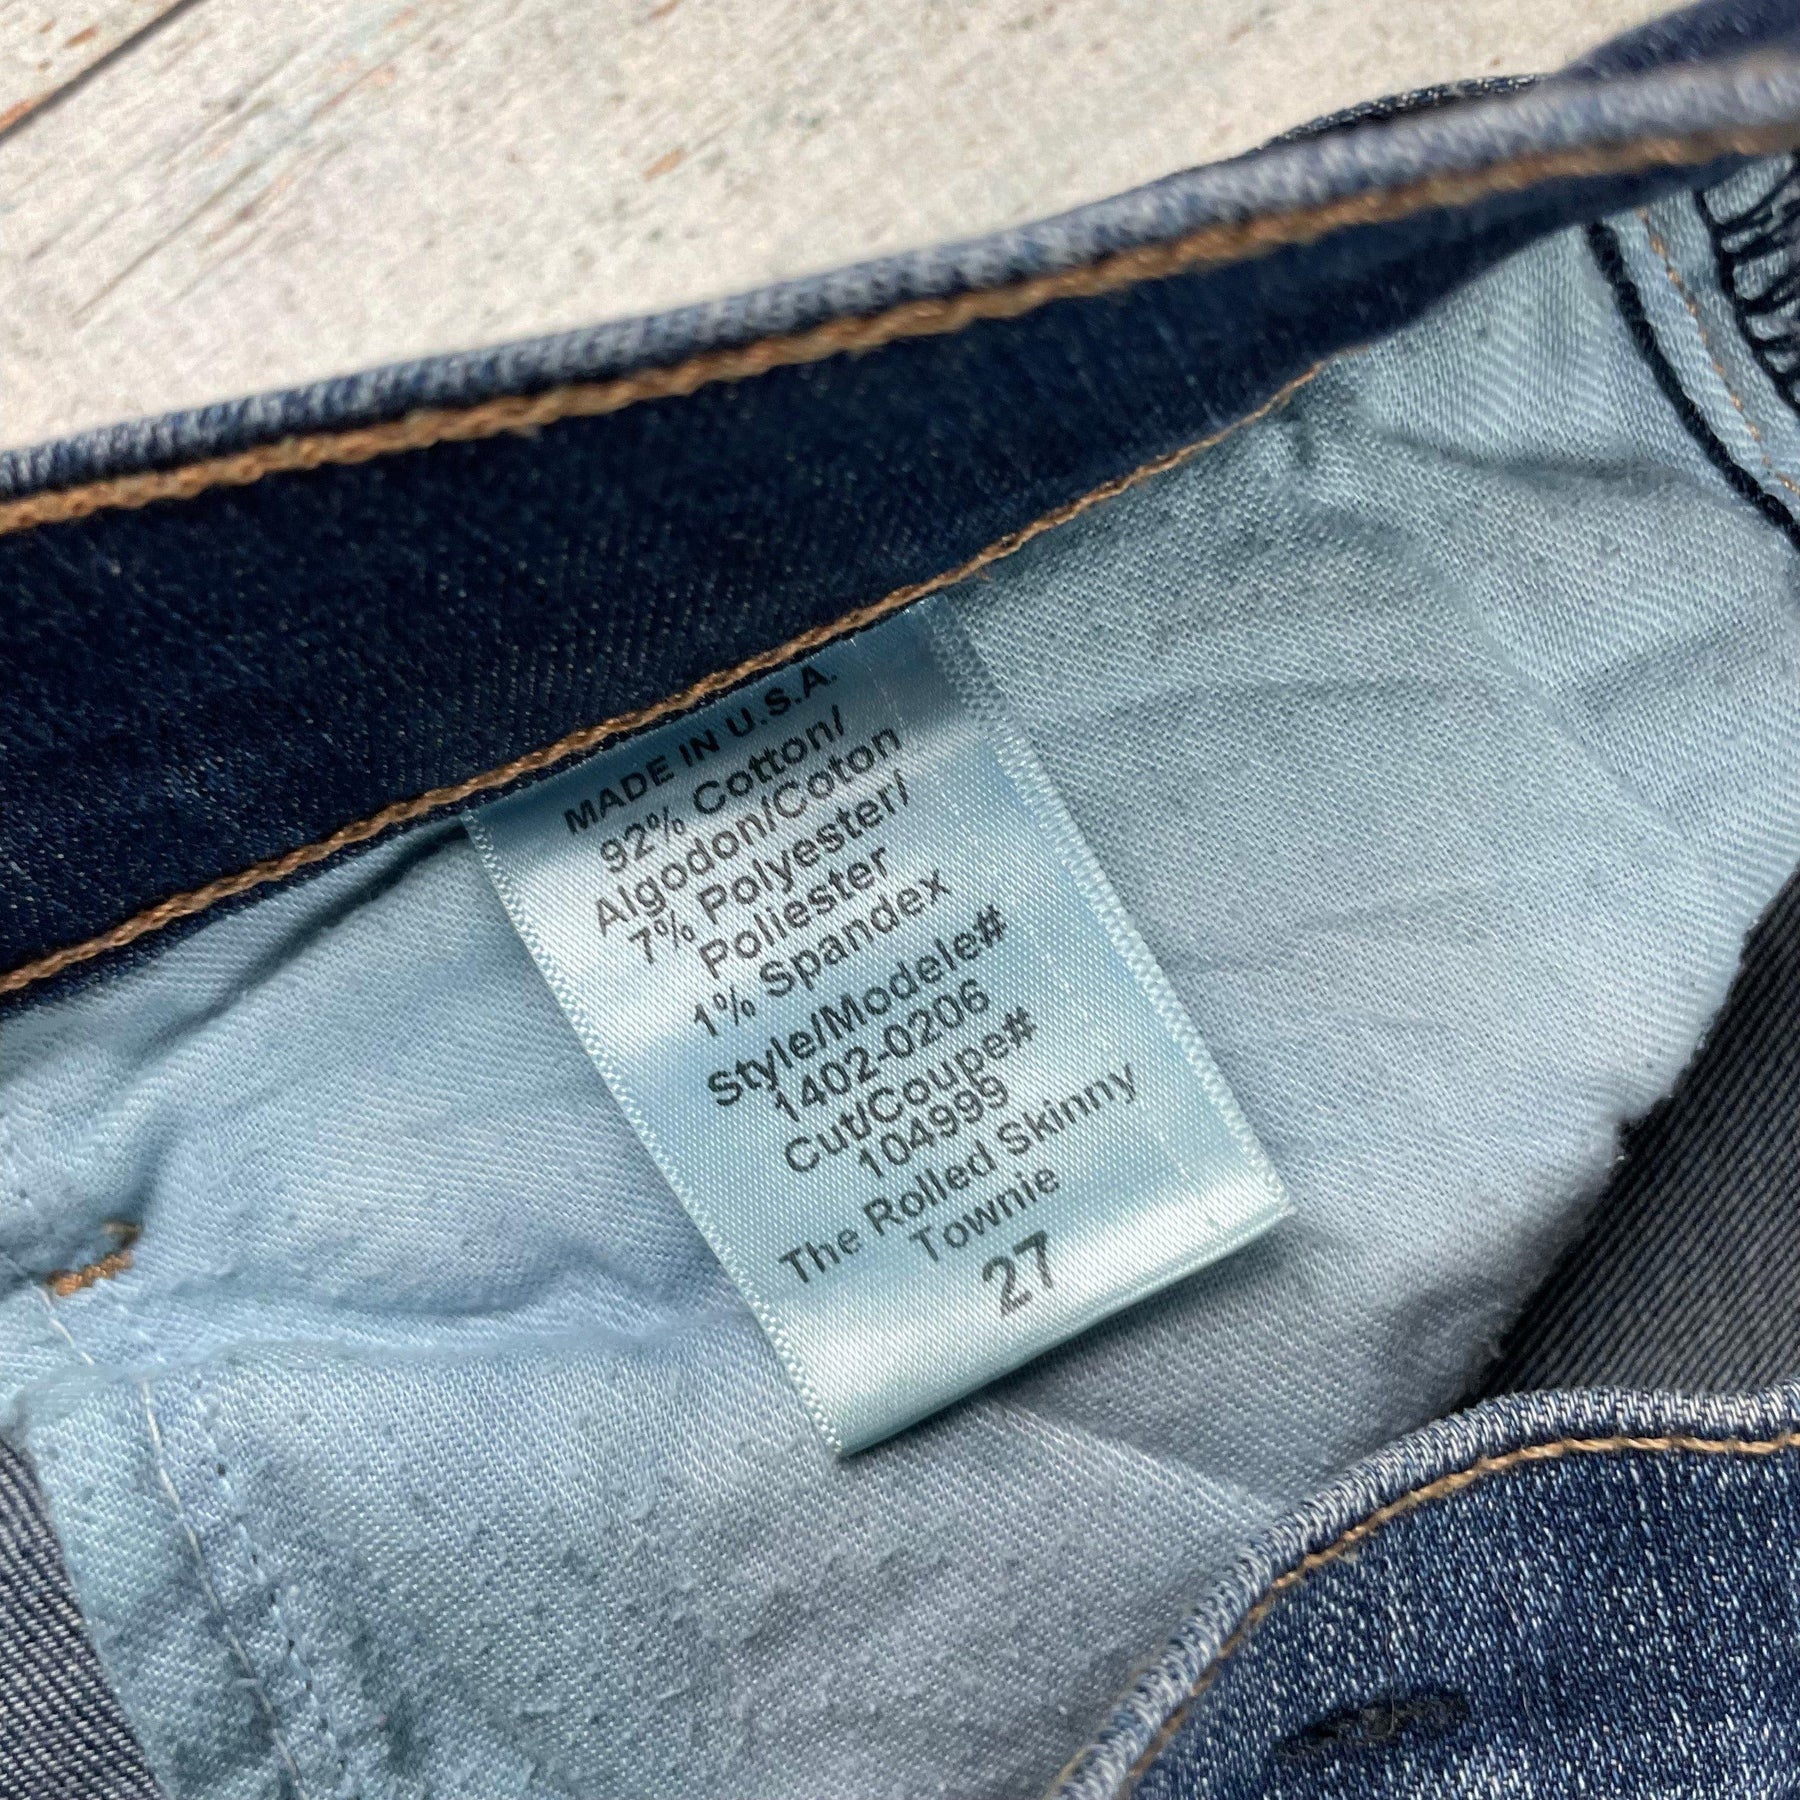 MADE IN U.S.A.
92% Cotton/
Algodon/Coton
7% Polyester/
Poliester
1% Spandex
Style/Modele#
1402-0206
Cut/Coupe#
104999
The Rolled Skinny
Townie
27